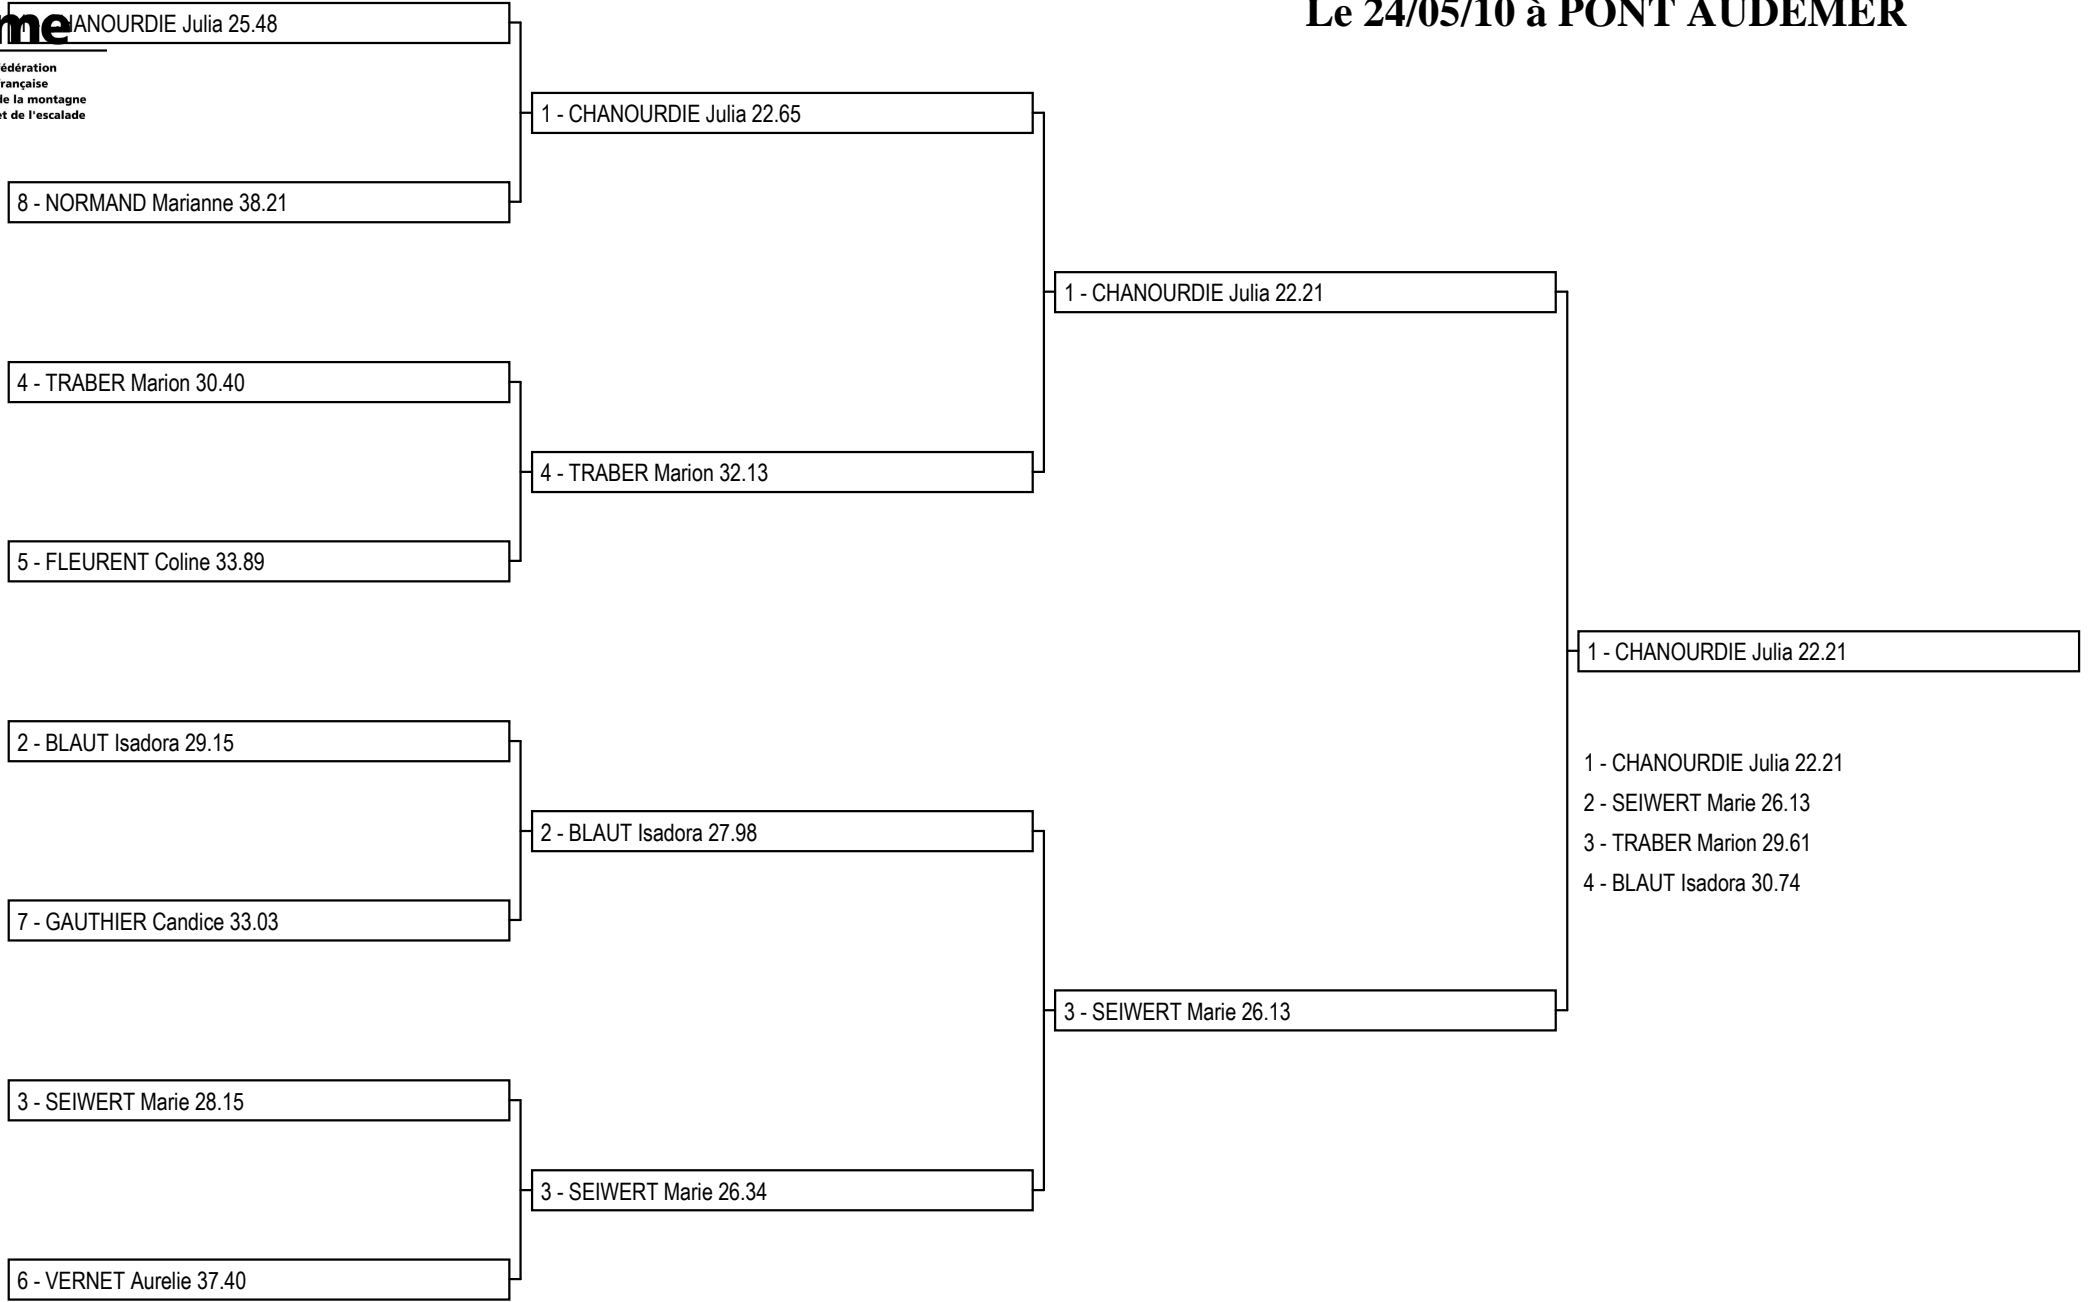 Le 24/05/10 à PONT AUDEMER
me
HANOURDIE Julia 25.48
édération
rançaise
de la montagne
et de l'escalade
1 - CHANOURDIE Julia 22.65
8 - NORMAND Marianne 38.21
1 - CHANOURDIE Julia 22.21
4 - TRABER Marion 30.40
4 - TRABER Marion 32.13
5 - FLEURENT Coline 33.89
1 - CHANOURDIE Julia 22.21
2 - BLAUT Isadora 29.15
1 - CHANOURDIE Julia 22.21
2 - SEIWERT Marie 26.13
2 - BLAUT Isadora 27.98
3 - TRABER Marion 29.61
4 - BLAUT Isadora 30.74
7 - GAUTHIER Candice 33.03
3 - SEIWERT Marie 26.13
3 - SEIWERT Marie 28.15
3 - SEIWERT Marie 26.34
6 - VERNET Aurelie 37.40